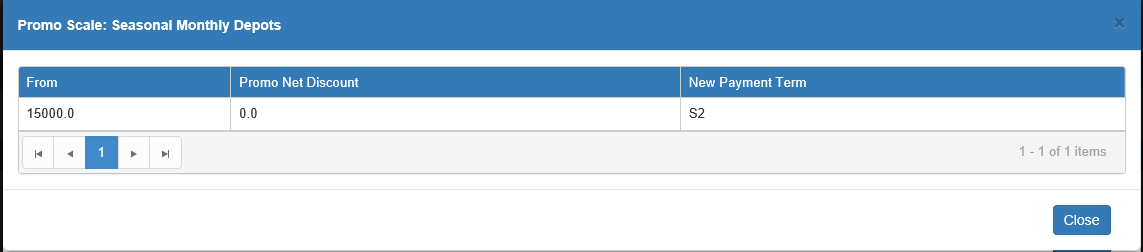 Promo Scale: Seasonal Monthly Depots ×
From Promo Net Discount New Payment Term
15000.0 0.0 S2
1 1 - 1 of 1 items
Close